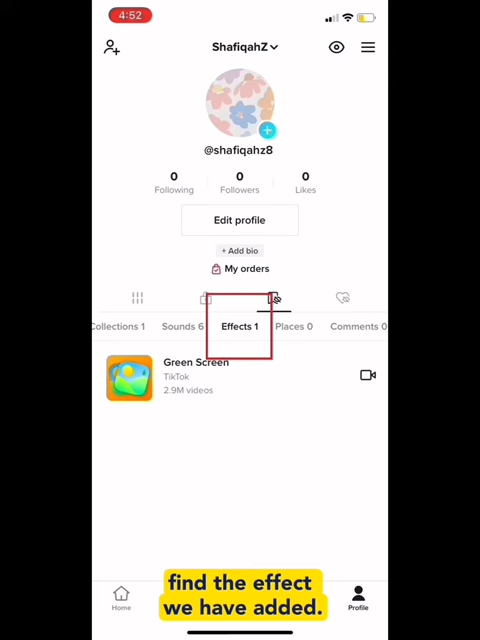 4:52
ShafiqahZ
@shafiqahz8
0 0 0
Following Followers Likes
Edit profile
+ Add bio
My orders
Collections 1 Sounds 6 Effects 1 Places 0 Comments 0
Green Screen
TikTok
2.9M videos
find the effect
we have added.
Home Profile